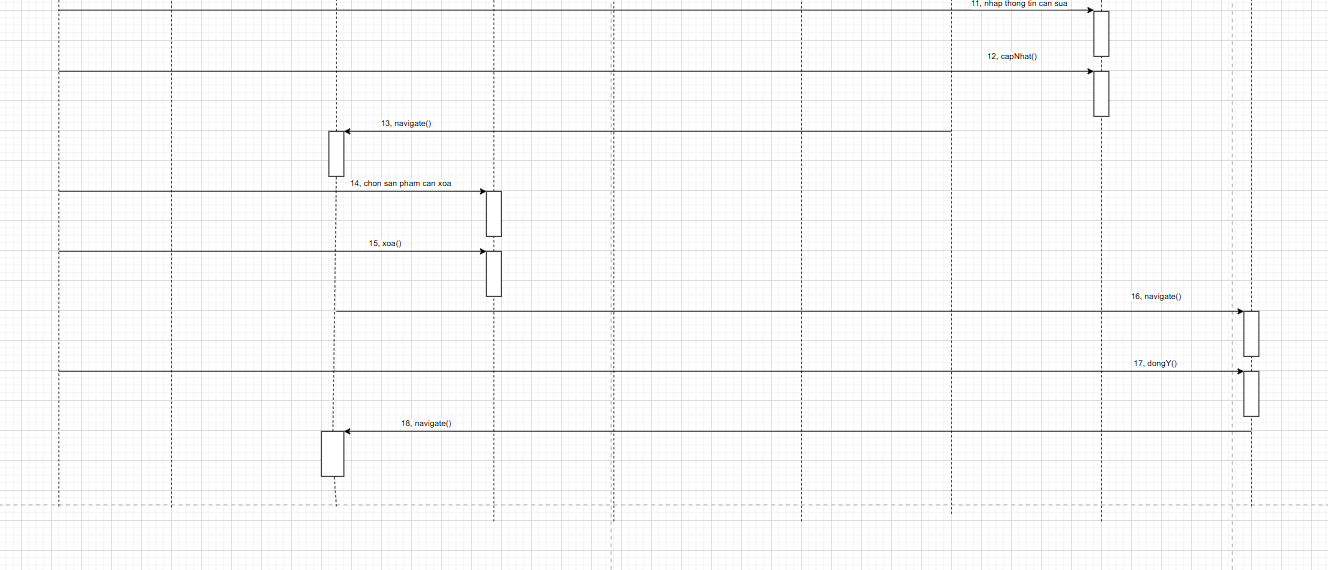 11, nhap thong tin can sua
12, capNhat()
13, navigate()
14, chon san pham can xoa
15, xoa()
16, navigate()
17, dongY()
18, navigate()